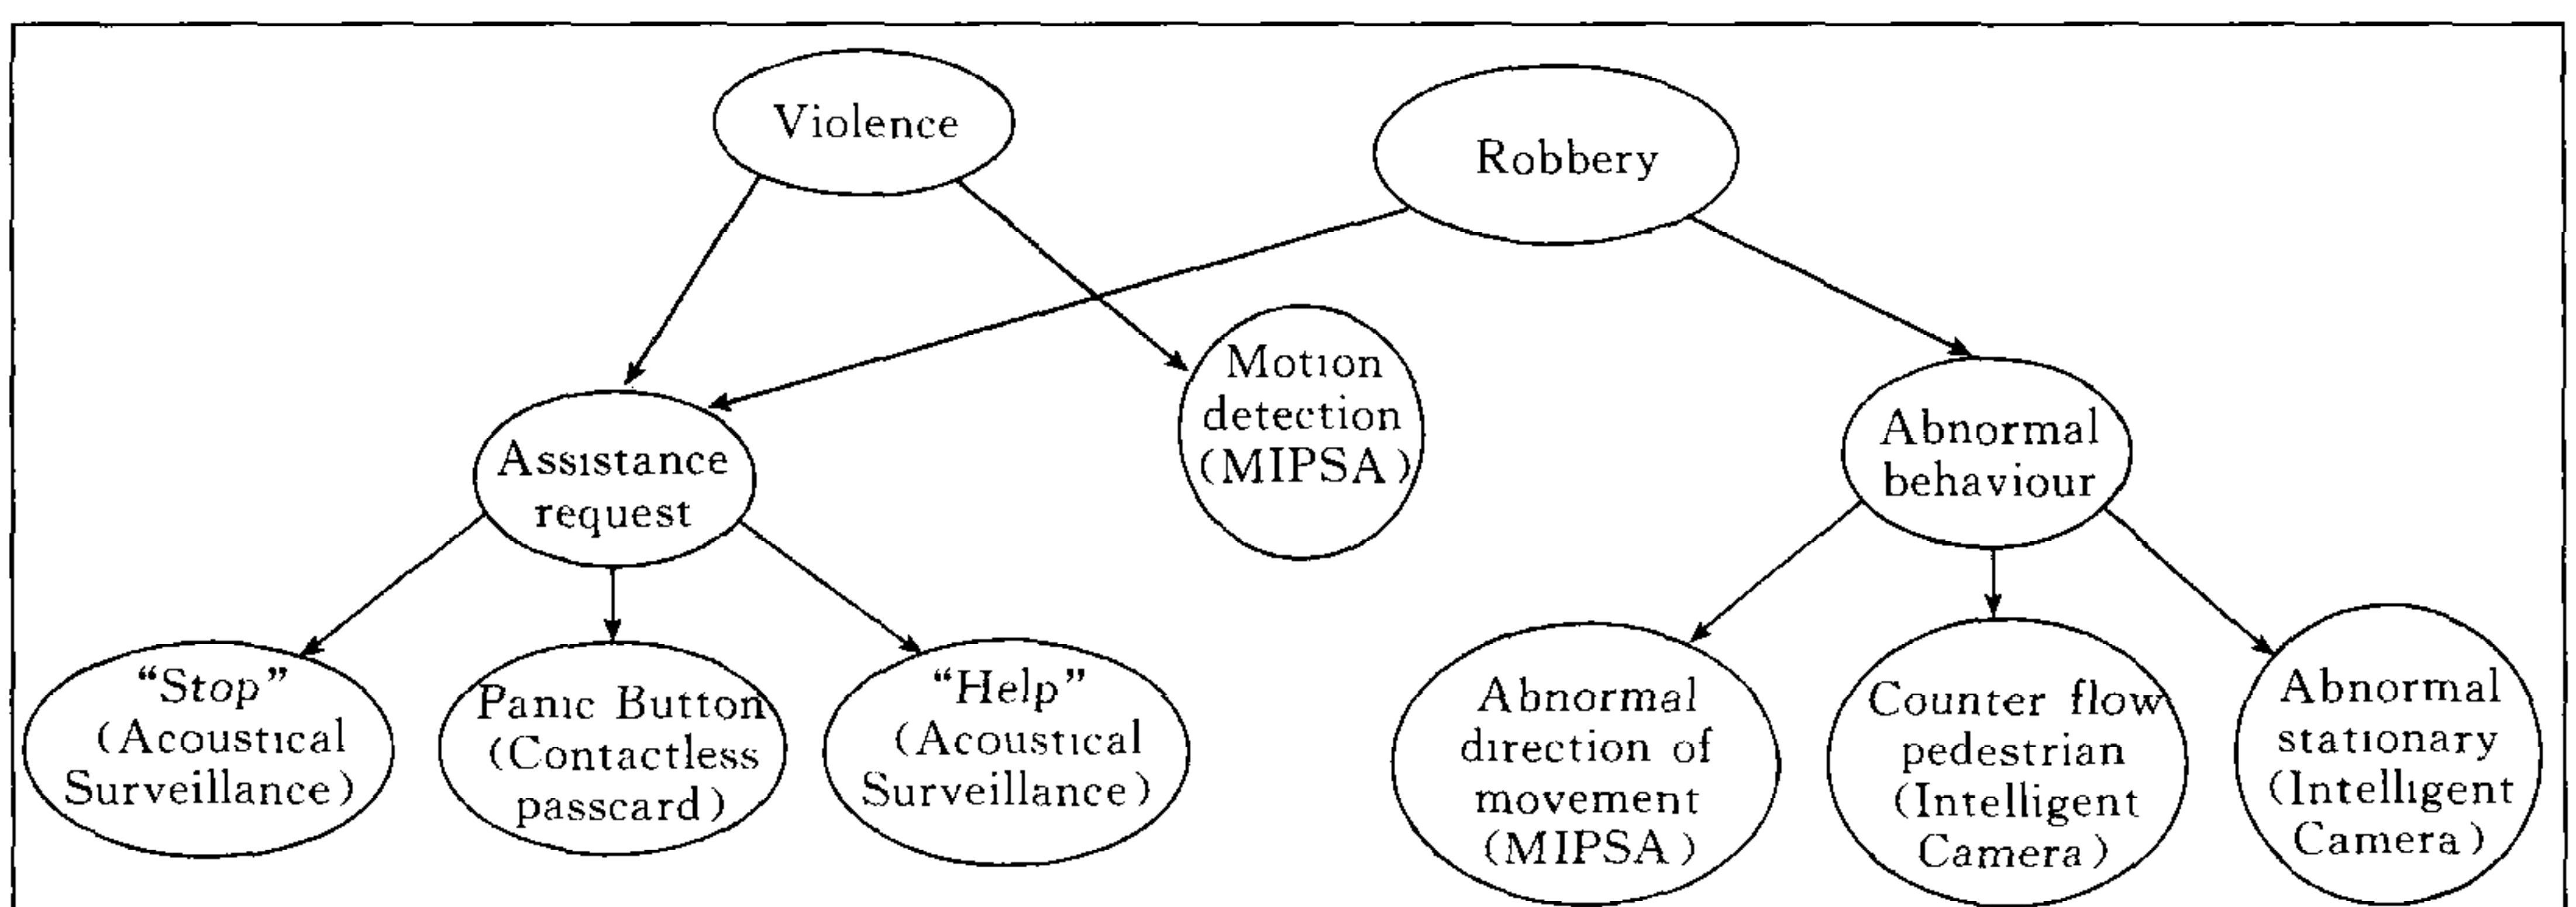 Violence
Robbery
Motion
detection
(MIPSA)
Assistance
request
Abnormal
behaviour
“Stop”
(Acoustical
Surveillance)
Panic Button
(Contactless
passcard)
“Help”
(Acoustical
Surveillance)
Abnormal
direction of
movement
(MIPSA)
Counter flow
pedestrian
(Intelligent
Camera)
Abnormal
stationary
(Intelligent
Camera)